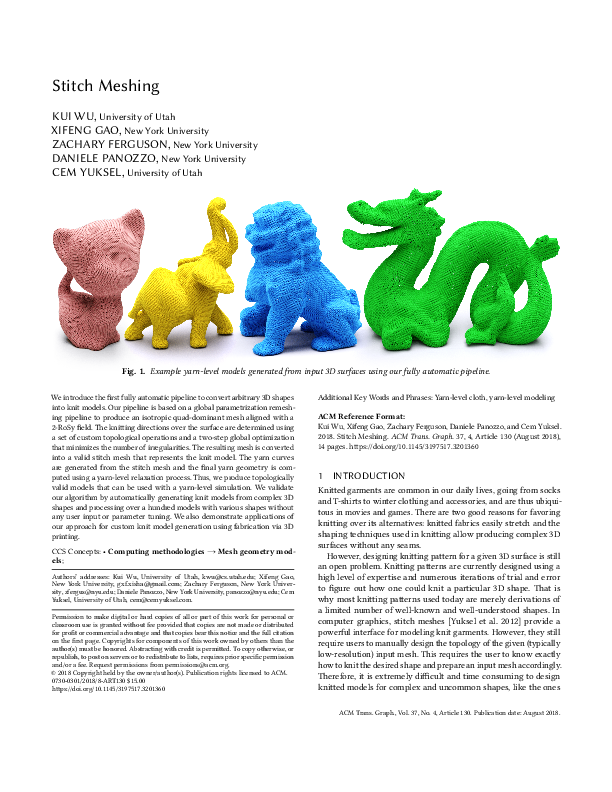 Stitch Meshing
KUI WU, University of Utah
XIFENG GAO, New York University
ZACHARY FERGUSON, New York University
DANIELE PANOZZO, New York University
CEM YUKSEL, University of Utah
Fig. 1. Example yarn-level models generated from input 3D surfaces using our fully automatic pipeline.
We introduce the first fully automatic pipeline to convert arbitrary 3D shapes
into knit models. Our pipeline is based on a global parametrization remesh-
ing pipeline to produce an isotropic quad-dominant mesh aligned with a
2-RoSy field. The knitting directions over the surface are determined using
a set of custom topological operations and a two-step global optimization
that minimizes the number of irregularities. The resulting mesh is converted
into a valid stitch mesh that represents the knit model. The yarn curves
are generated from the stitch mesh and the final yarn geometry is com-
puted using a yarn-level relaxation process. Thus, we produce topologically
valid models that can be used with a yarn-level simulation. We validate
our algorithm by automatically generating knit models from complex 3D
shapes and processing over a hundred models with various shapes without
any user input or parameter tuning. We also demonstrate applications of
our approach for custom knit model generation using fabrication via 3D
printing.
CCS Concepts: • Computing methodologies → Mesh geometry mod-
els;
Authors' addresses: Kui Wu, University of Utah, kwu@cs.utah.edu; Xifeng Gao,
New York University, gxf.xisha@gmail.com; Zachary Ferguson, New York Univer-
sity, zfergus@nyu.edu; Daniele Panozzo, New York University, panozzo@nyu.edu; Cem
Yuksel, University of Utah, cem@cemyuksel.com.
Permission to make digital or hard copies of all or part of this work for personal or
classroom use is granted without fee provided that copies are not made or distributed
for profit or commercial advantage and that copies bear this notice and the full citation
on the first page. Copyrights for components of this work owned by others than the
author(s) must be honored. Abstracting with credit is permitted. To copy otherwise, or
republish, to post on servers or to redistribute to lists, requires prior specific permission
and/or a fee. Request permissions from permissions@acm.org.
© 2018 Copyright held by the owner/author(s). Publication rights licensed to ACM.
0730-0301/2018/8-ART130 $15.00
https://doi.org/10.1145/3197517.3201360
Additional Key Words and Phrases: Yarn-level cloth, yarn-level modeling
ACM Reference Format:
Kui Wu, Xifeng Gao, Zachary Ferguson, Daniele Panozzo, and Cem Yuksel.
2018. Stitch Meshing. ACM Trans. Graph. 37, 4, Article 130 (August 2018),
14 pages. https://doi.org/10.1145/3197517.3201360
1 INTRODUCTION
Knitted garments are common in our daily lives, going from socks
and T-shirts to winter clothing and accessories, and are thus ubiqui-
tous in movies and games. There are two good reasons for favoring
knitting over its alternatives: knitted fabrics easily stretch and the
shaping techniques used in knitting allow producing complex 3D
surfaces without any seams.
However, designing knitting pattern for a given 3D surface is still
an open problem. Knitting patterns are currently designed using a
high level of expertise and numerous iterations of trial and error
to figure out how one could knit a particular 3D shape. That is
why most knitting patterns used today are merely derivations of
a limited number of well-known and well-understood shapes. In
computer graphics, stitch meshes [Yuksel et al. 2012] provide a
powerful interface for modeling knit garments. However, they still
require users to manually design the topology of the given (typically
low-resolution) input mesh. This requires the user to know exactly
how to knit the desired shape and prepare an input mesh accordingly.
Therefore, it is extremely difficult and time consuming to design
knitted models for complex and uncommon shapes, like the ones
ACM Trans. Graph., Vol. 37, No. 4, Article 130. Publication date: August 2018.